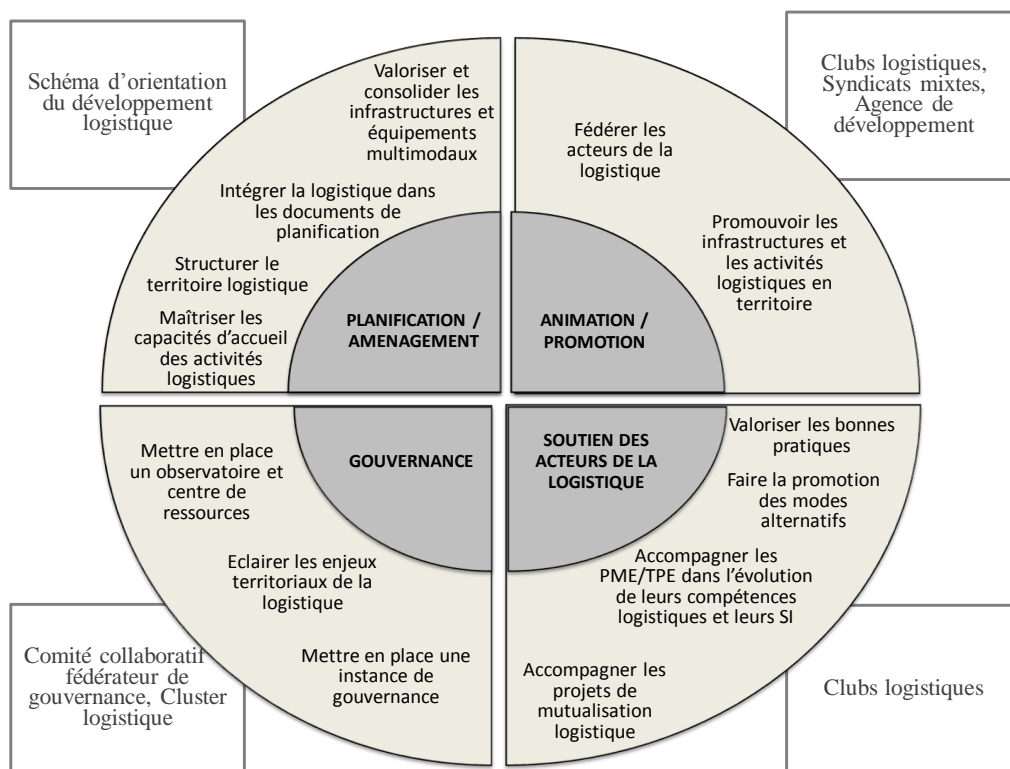 Schéma d’orientation
du développement
logistique
Valoriser et
consolider les
infrastructures et
équipements
multimodaux
Intégrer la logistique dans
les documents de
planification
Structurer le
territoire logistique
Maîtriser les
capacités d’accueil
des activités
logistiques
PLANIFICATION /
AMENAGEMENT
Clubs logistiques,
Syndicats mixtes,
Agence de
développement
Fédérer les
acteurs de la
logistique
Promouvoir les
infrastructures et
les activités
logistiques en
territoire
ANIMATION /
PROMOTION
GOUVERNANCE
Mettre en place
un observatoire et
centre de
ressources
Eclairer les enjeux
territoriaux de la
logistique
Mettre en place une
instance de
gouvernance
Comité collaboratif
fédérateur de
gouvernance, Cluster
logistique
SOUTIEN DES
ACTEURS DE LA
LOGISTIQUE
Valoriser les bonnes
pratiques
Faire la promotion
des modes
alternatifs
Accompagner les
PME/TPE dans l’évolution
de leurs compétences
logistiques et leurs SI
Accompagner les
projets de
mutualisation
logistique
Clubs logistiques